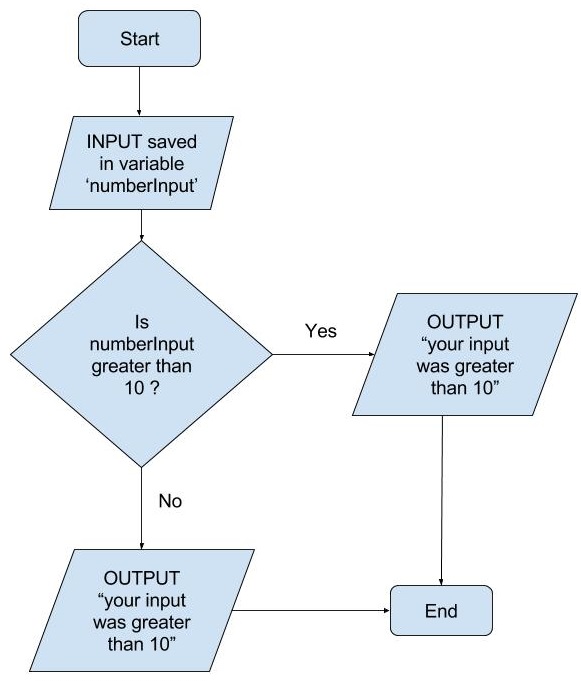 Start
INPUT saved
in variable
‘numberInput’
Is
numberInput
greater than
10 ?
Yes
OUTPUT
“your input
was greater
than 10”
No
OUTPUT
“your input
was greater
than 10”
End